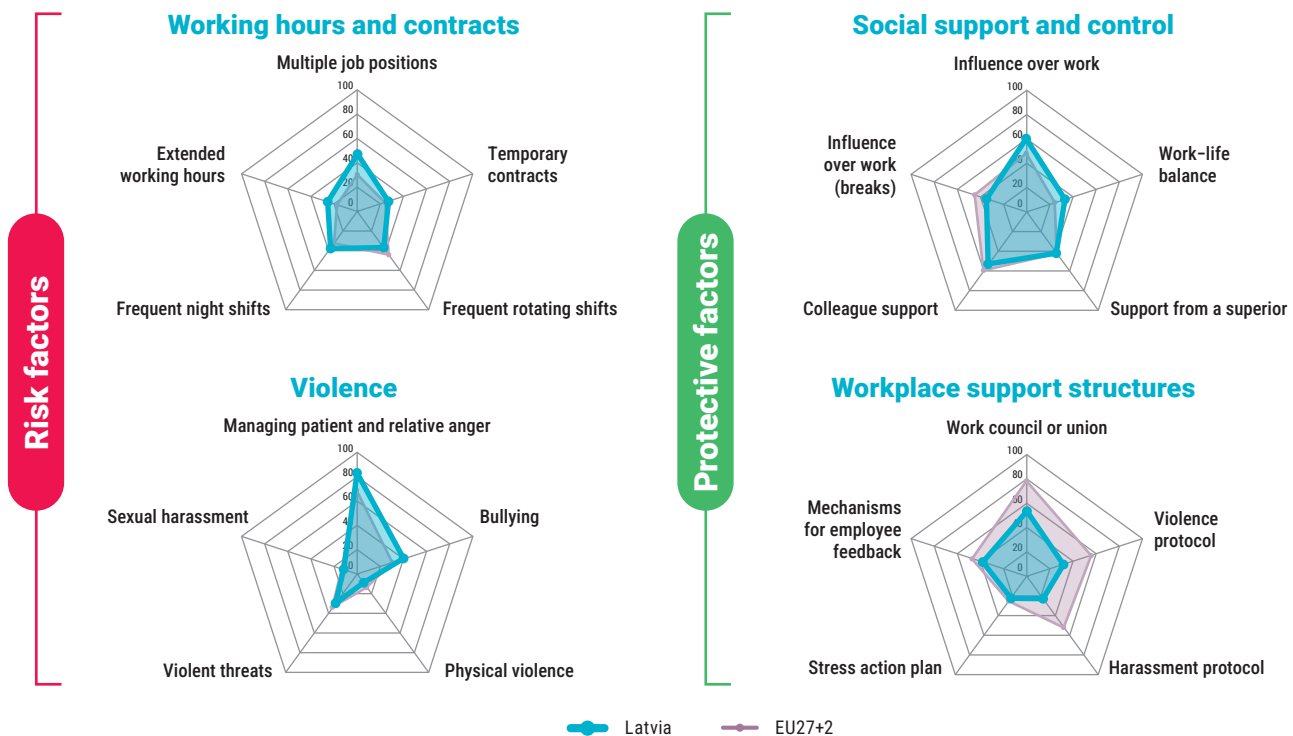 Risk factors
Working hours and contracts
Multiple job positions
100
80
60
40
20
0
Extended
working hours
Temporary
contracts
Frequent night shifts
Frequent rotating shifts
Violence
Managing patient and relative anger
100
80
60
40
20
0
Sexual harassment
Bullying
Violent threats
Physical violence
Protective factors
Social support and control
Influence over work
100
80
60
40
20
0
Influence
over work
(breaks)
Work–life
balance
Colleague support
Support from a superior
Workplace support structures
Work council or union
100
80
60
40
20
0
Mechanisms
for employee
feedback
Violence
protocol
Stress action plan
Harassment protocol
Latvia
EU27+2